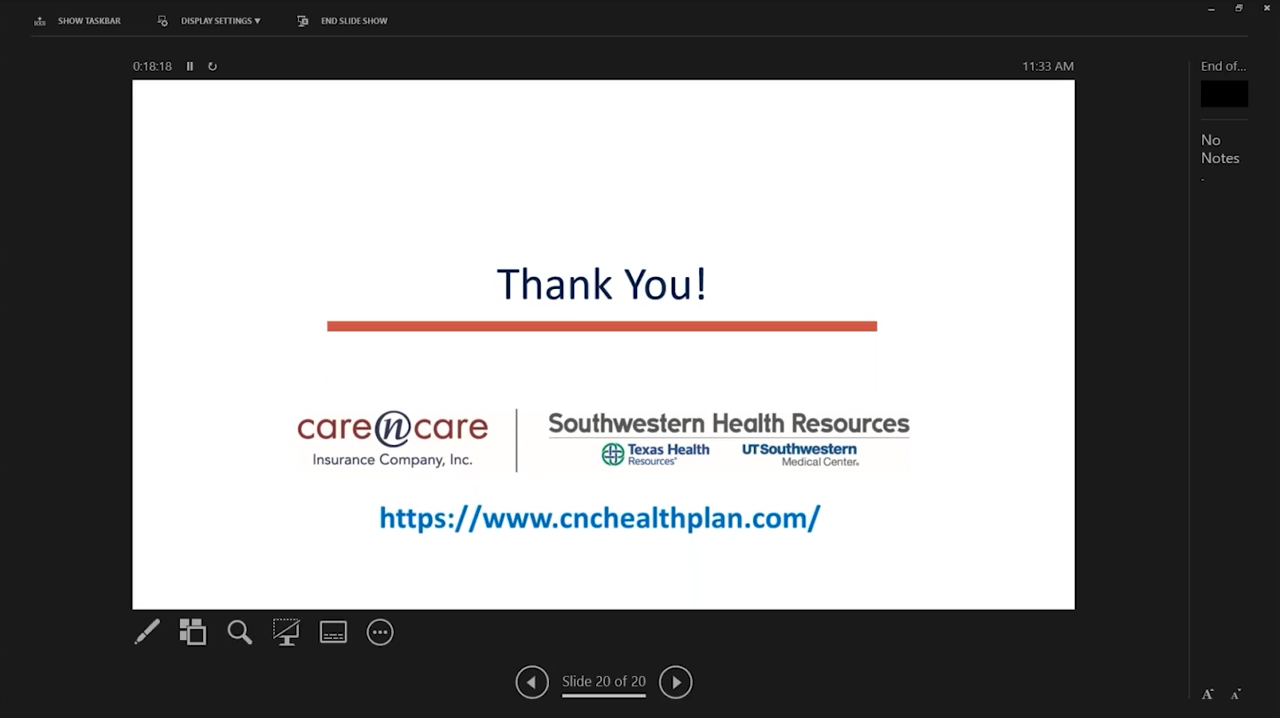 SHOW TASKBAR
DISPLAY SETTINGS ▼
END SLIDE SHOW
0:18:18
11:33 AM
End of...
No
Notes
.
Thank You!
carencare
Insurance Company, Inc.
Southwestern Health Resources
Texas Health
Resources®
UTSouthwestern
Medical Center®
https://www.cnchealthplan.com/
Slide 20 of 20
A
A